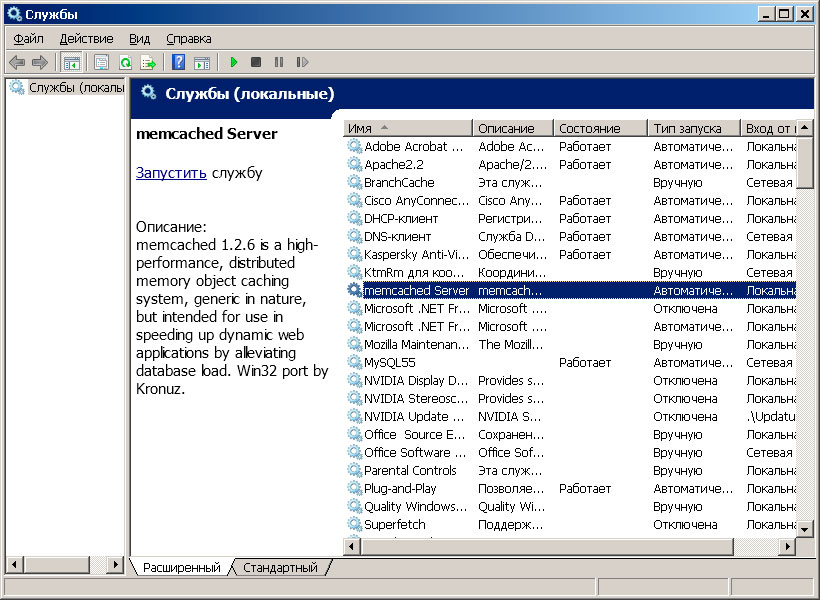 Службы
Файл Действие Вид Справка
Службы (локалы
Службы (локальные)
memcached Server
Запустить службу
Описание:
memcached 1.2.6 is a high-
performance, distributed
memory object caching
system, generic in nature,
but intended for use in
speeding up dynamic web
applications by alleviating
database load. Win32 port by
Kronuz.
Имя Описание Состояние Тип запуска Вход от
Adobe Acrobat ... Adobe Ac... Работает Автоматиче... Локальна
Apache2.2 Apache/2.... Работает Автоматиче... Локальна
BranchCache Эта служ... Вручную Сетевая
Cisco AnyConnec... Cisco Any... Работает Автоматиче... Локальна
DHCP-клиент Регистри... Работает Автоматиче... Локальна
DNS-клиент Служба D... Работает Автоматиче... Сетевая
Kaspersky Anti-Vi... Обеспечи... Работает Автоматиче... Локальна
KtmRm для коо... Координи... Вручную Сетевая
memcached Server memcach... Автоматиче... Локальна
Microsoft .NET Fr... Microsoft .... Отключена Локальна
Microsoft .NET Fr... Microsoft .... Автоматиче... Локальна
Mozilla Maintenan... The Mozill... Вручную Локальна
MySQL55 Работает Автоматиче... Сетевая
NVIDIA Display D... Provides s... Отключена Локальна
NVIDIA Stereosc... Provides s... Отключена Локальна
NVIDIA Update ... NVIDIA S... Отключена .\Updatu
Office  Source E... Сохранен... Вручную Локальна
Office Software ... Office Sof... Вручную Сетевая
Parental Controls Эта служ... Вручную Локальна
Plug-and-Play Позволяе... Работает Автоматиче... Локальна
Quality Windows... Quality Wi... Вручную Локальна
Superfetch Поддерж... Отключена Локальна
Расширенный Стандартный